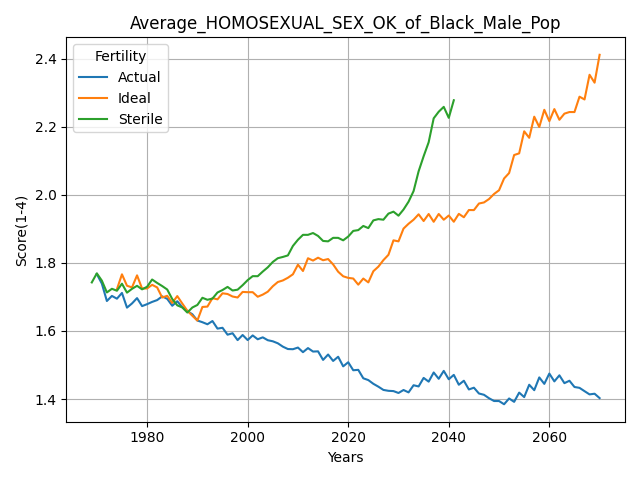 Average_HOMOSEXUAL_SEX_OK_of_Black_Male_Pop
Fertility
Actual
Ideal
Sterile
Score(1-4)
2.4
2.2
2.0
1.8
1.6
1.4
1980
2000
2020
2040
2060
Years